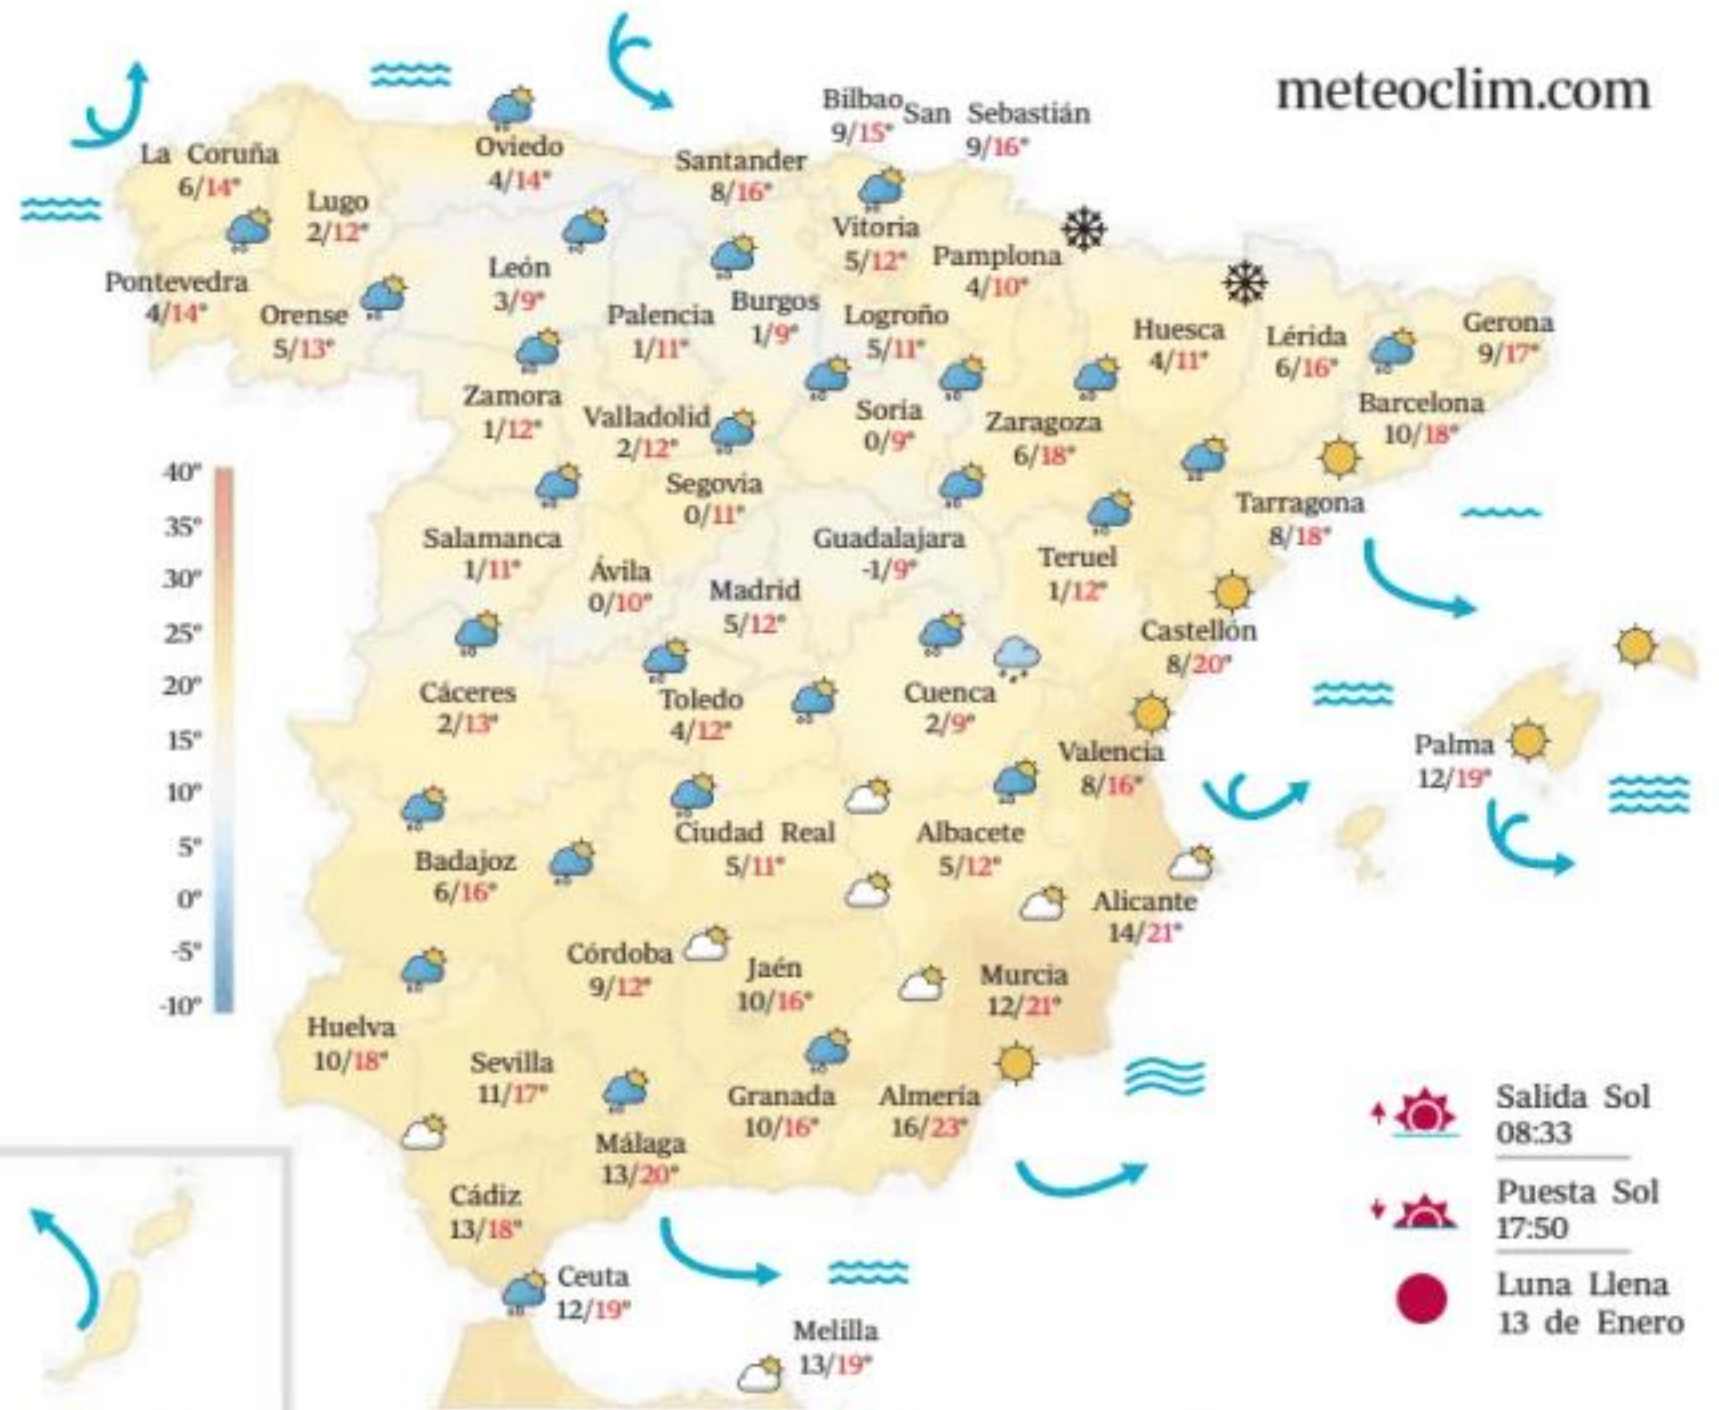 meteoclim.com
Bilbao
9/15°
San Sebastián
9/16°
La Coruña
6/14°
Oviedo
4/14°
Santander
8/16°
Lugo
2/12°
Vitoria
5/12°
Pamplona
4/10°
Pontevedra
4/14°
León
3/9°
Orense
5/13°
Palencia
1/11°
Burgos
1/9°
Logroño
5/11°
Huesca
4/11°
Lérida
6/16°
Gerona
9/17°
Zamora
1/12°
Valladolid
2/12°
Soria
0/9°
Zaragoza
6/18°
Barcelona
10/18°
Segovia
0/11°
Tarragona
8/18°
Salamanca
1/11°
Ávila
0/10°
Madrid
5/12°
Guadalajara
-1/9°
Teruel
1/12°
Castellón
8/20°
Cáceres
2/13°
Toledo
4/12°
Cuenca
2/9°
Valencia
8/16°
Palma
12/19°
Badajoz
6/16°
Ciudad Real
5/11°
Albacete
5/12°
Alicante
14/21°
Córdoba
9/12°
Jaén
10/16°
Murcia
12/21°
Huelva
10/18°
Sevilla
11/17°
Granada
10/16°
Almería
16/23°
Málaga
13/20°
Cádiz
13/18°
Ceuta
12/19°
Melilla
13/19°
40°
35°
30°
25°
20°
15°
10°
5°
0°
-5°
-10°
Salida Sol
08:33
Puesta Sol
17:50
Luna Llena
13 de Enero